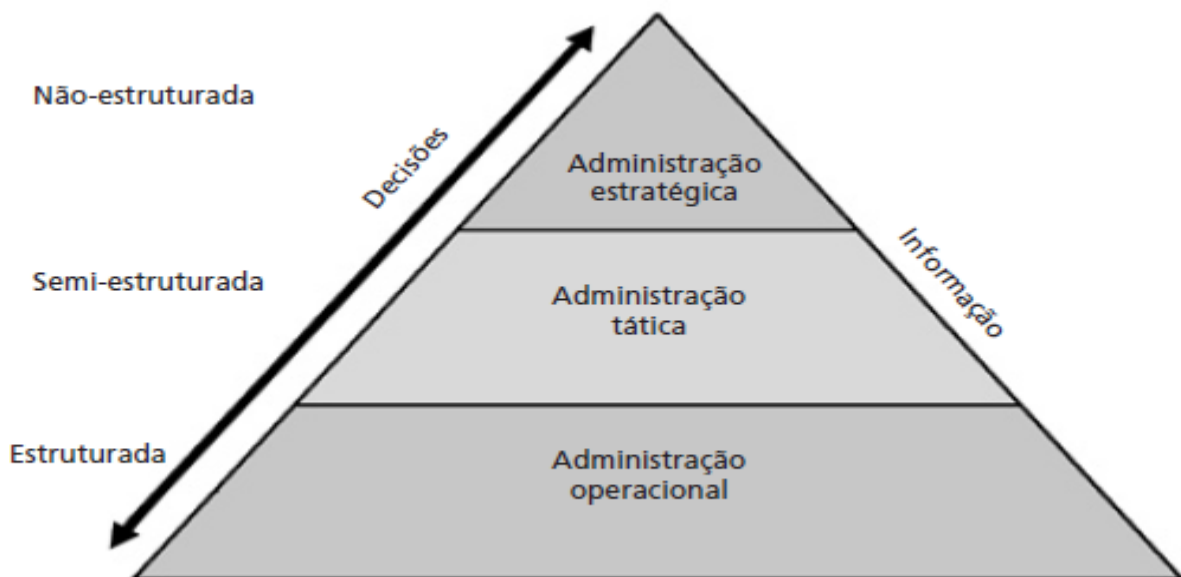 Não-estruturada
Decisões
Administração
estratégica
Informação
Semi-estruturada
Administração
tática
Estruturada
Administração
operacional